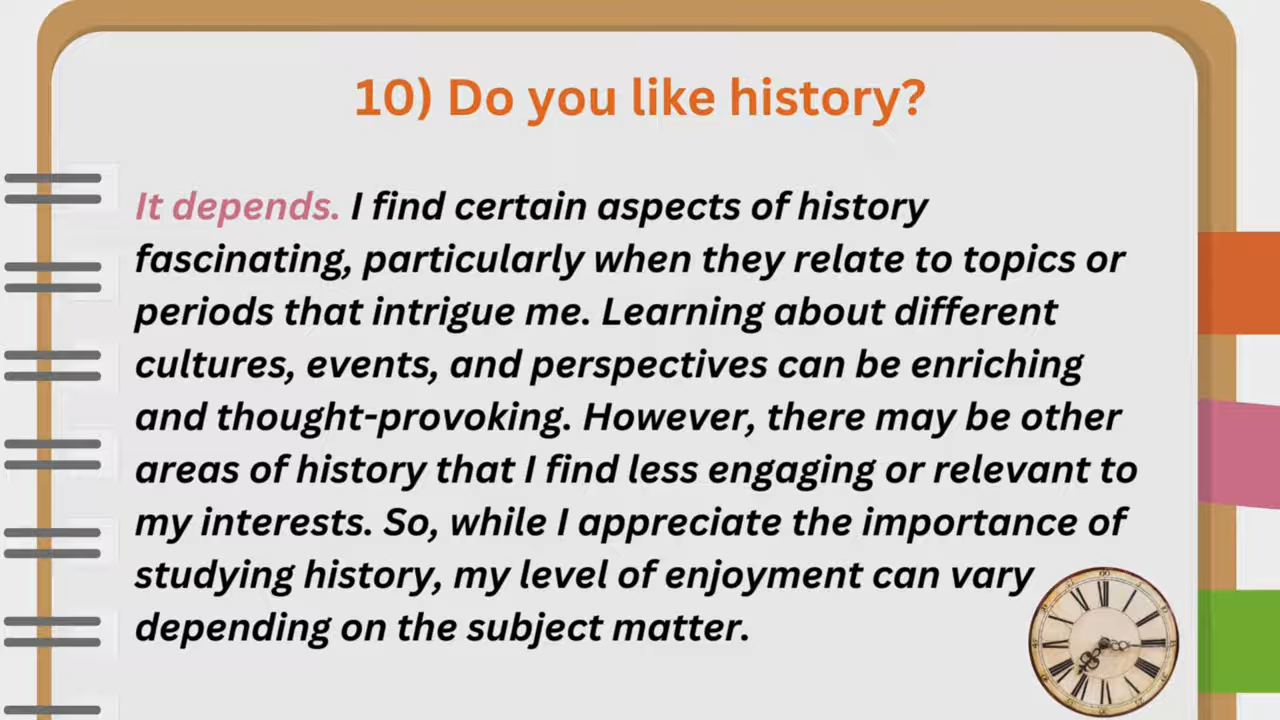 10) Do you like history?
It depends. I find certain aspects of history
fascinating, particularly when they relate to topics or
periods that intrigue me. Learning about different
cultures, events, and perspectives can be enriching
and thought-provoking. However, there may be other
areas of history that I find less engaging or relevant to
my interests. So, while I appreciate the importance of
studying history, my level of enjoyment can vary
depending on the subject matter.